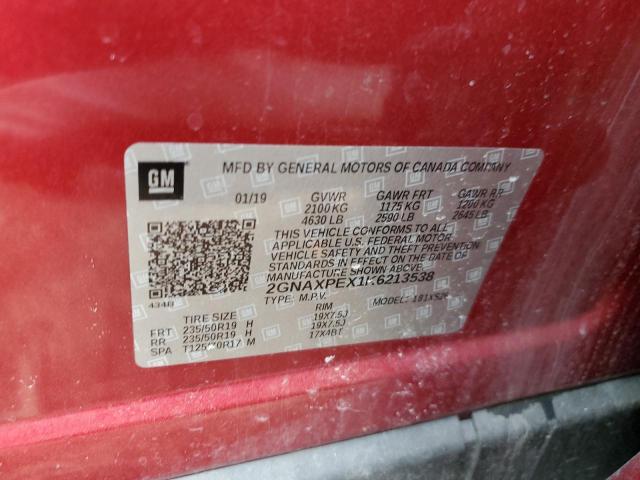 GM
MFD BY GENERAL MOTORS OF CANADA COMPANY
01/19 GVWR GAWR FRT GAWR RR
2100 KG 1175 KG 1200 KG
4630 LB 2590 LB 2645 LB
THIS VEHICLE CONFORMS TO ALL
APPLICABLE U.S. FEDERAL MOTOR
VEHICLE SAFETY AND THEFT PREVENTION
STANDARDS IN EFFECT ON THE DATE OF
MANUFACTURE SHOWN ABOVE.
2GNAXPEX1K6213538
TYPE: M.P.V. MODEL:
TIRE SIZE RIM
FRT 235/50R19 H 19X7.5J
RR 235/50R19 H 19X7.5J
SPA M 17X4BT